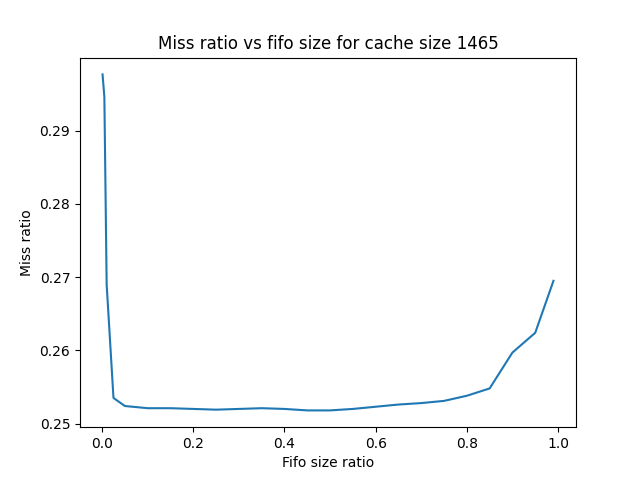 Miss ratio vs fifo size for cache size 1465
0.29
0.28
0.27
0.26
0.25
Miss ratio
0.0 0.2 0.4 0.6 0.8 1.0
Fifo size ratio